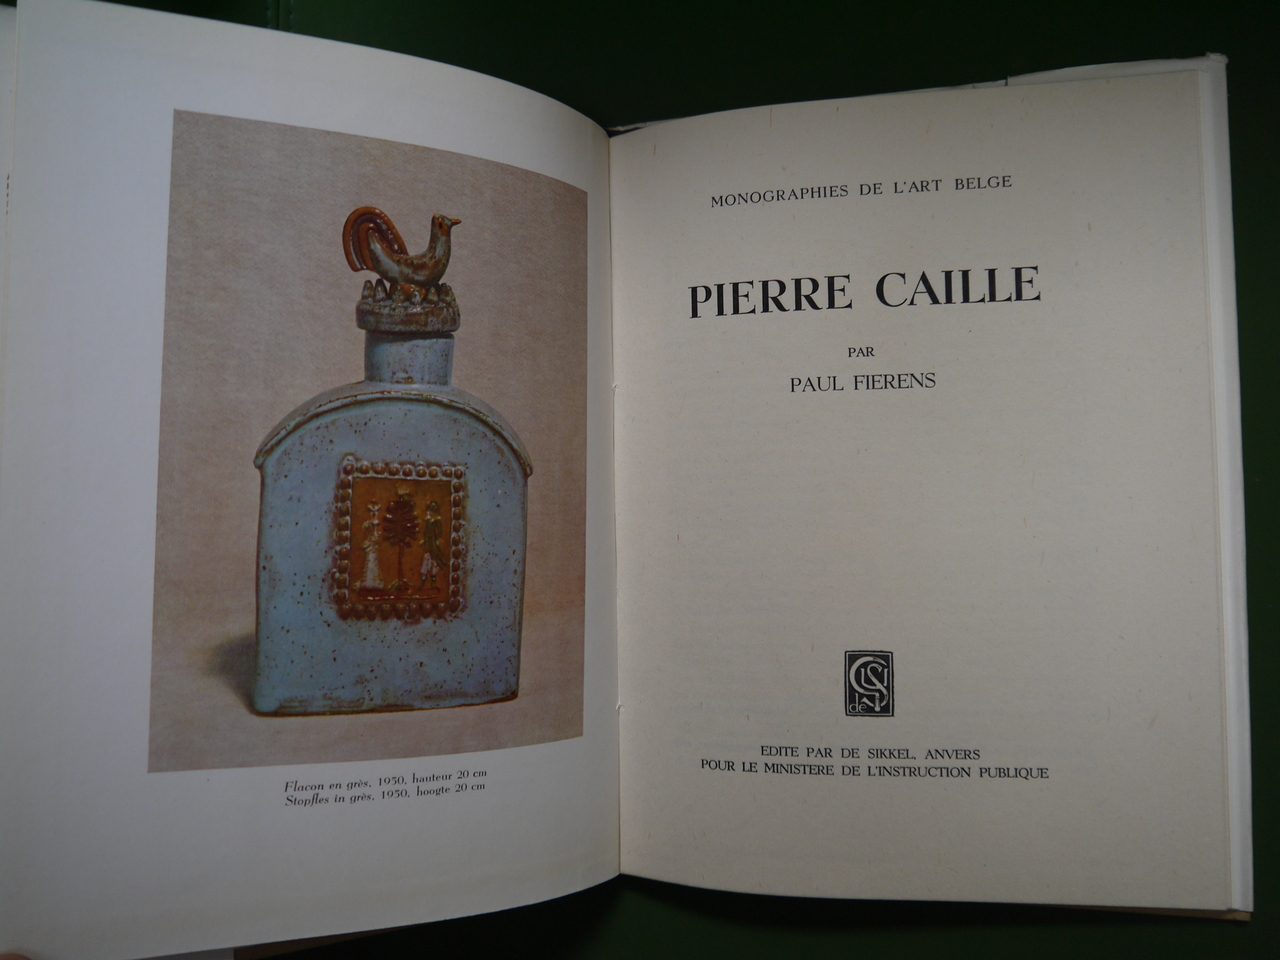 Flacon en grès, 1950, hauteur 20 cm
Stopfles in grès, 1950, hoogte 20 cm
MONOGRAPHIES DE L'ART BELGE
PIERRE CAILLE
PAR
PAUL FIERENS
de
EDITE PAR DE SIKKEL, ANVERS
POUR LE MINISTERE DE L'INSTRUCTION PUBLIQUE